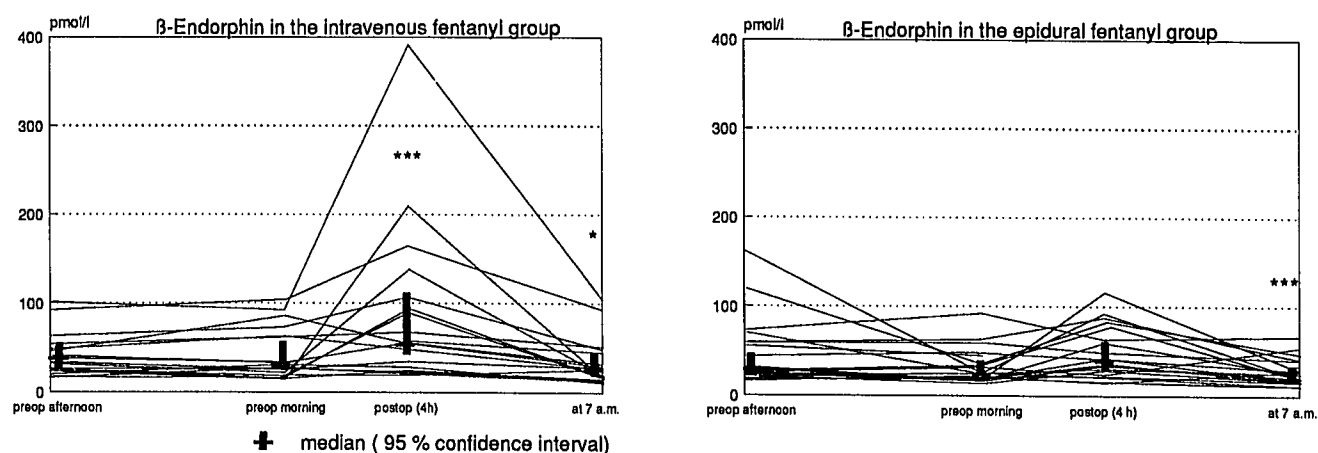 pmol/l
ß-Endorphin in the intravenous fentanyl group
400
300
200
100
0
***
*
preop afternoon
preop morning
postop (4h)
at 7 a.m.
median ( 95 % confidence interval)
pmol/l
ß-Endorphin in the epidural fentanyl group
400
300
200
100
0
***
preop afternoon
preop morning
postop (4 h)
at 7 a.m.